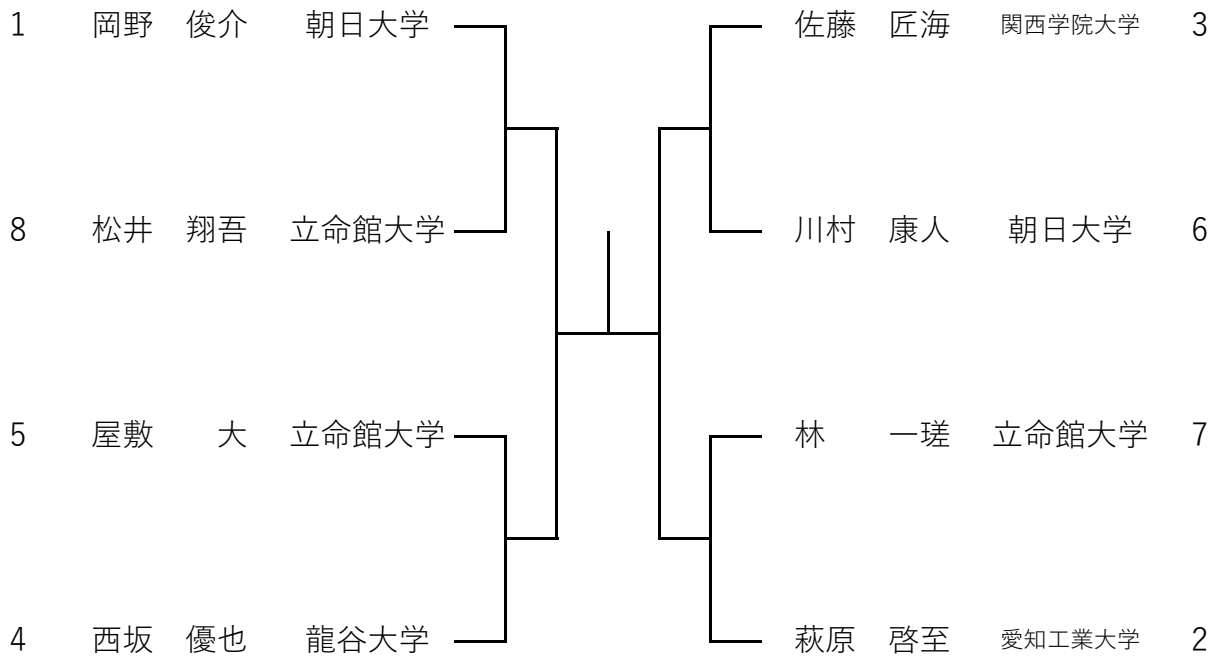 1 岡野 俊介 朝日大学
佐藤 匠海 関西学院大学 3
8 松井 翔吾 立命館大学
川村 康人 朝日大学 6
5 屋敷 大 立命館大学
林 一瑳 立命館大学 7
4 西坂 優也 龍谷大学
萩原 啓至 愛知工業大学 2